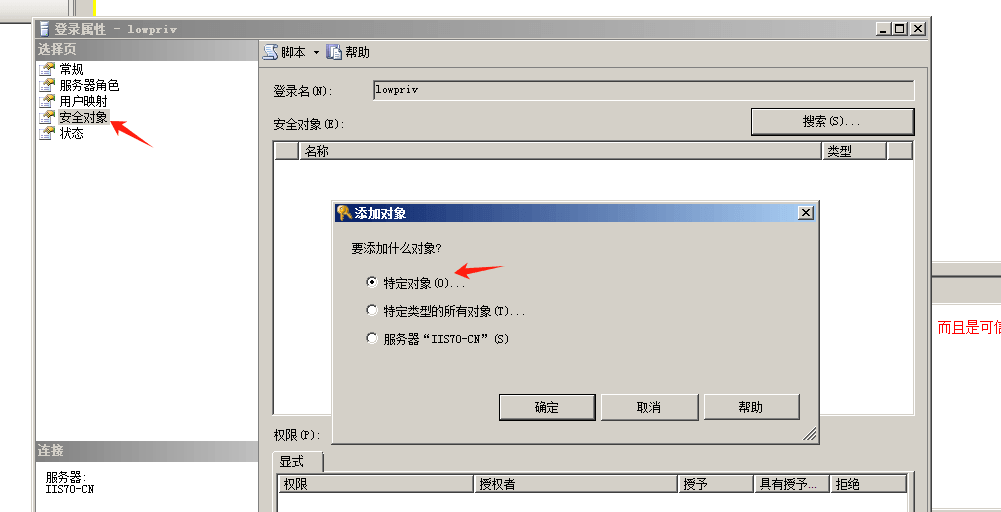 登录属性 - lowpriv
选择页
常规
服务器角色
用户映射
安全对象
状态
脚本
帮助
登录名(N):
lowpriv
安全对象(E):
搜索(S)...
名称
类型
添加对象
要添加什么对象?
特定对象(O)...
特定类型的所有对象(T)...
服务器“IIS70-CN”(S)
确定
取消
帮助
而且是可信
权限(P):
显式
权限
授权者
授予
具有授予...
拒绝
连接
服务器:
IIS70-CN